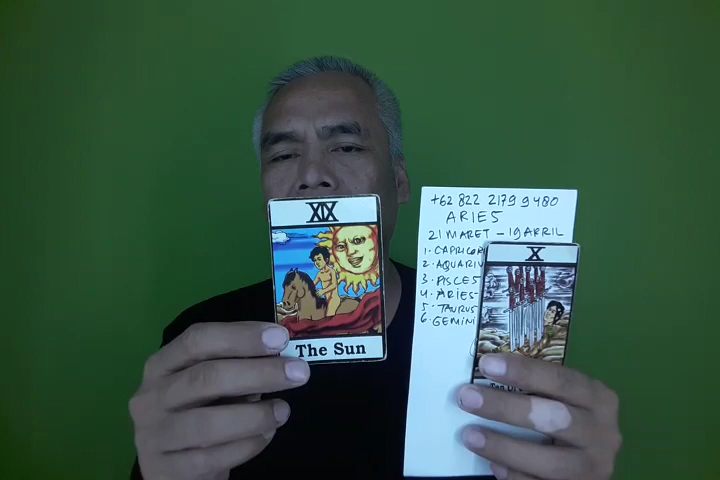 XIX
The Sun
+62 822 2179 9480
ARIES
21 MARET - 19 APRIL
1. CAPRICOR
2. AQUARIU
3. PISCES
4. ARIES
5. TAURUS
6. GEMINI
X